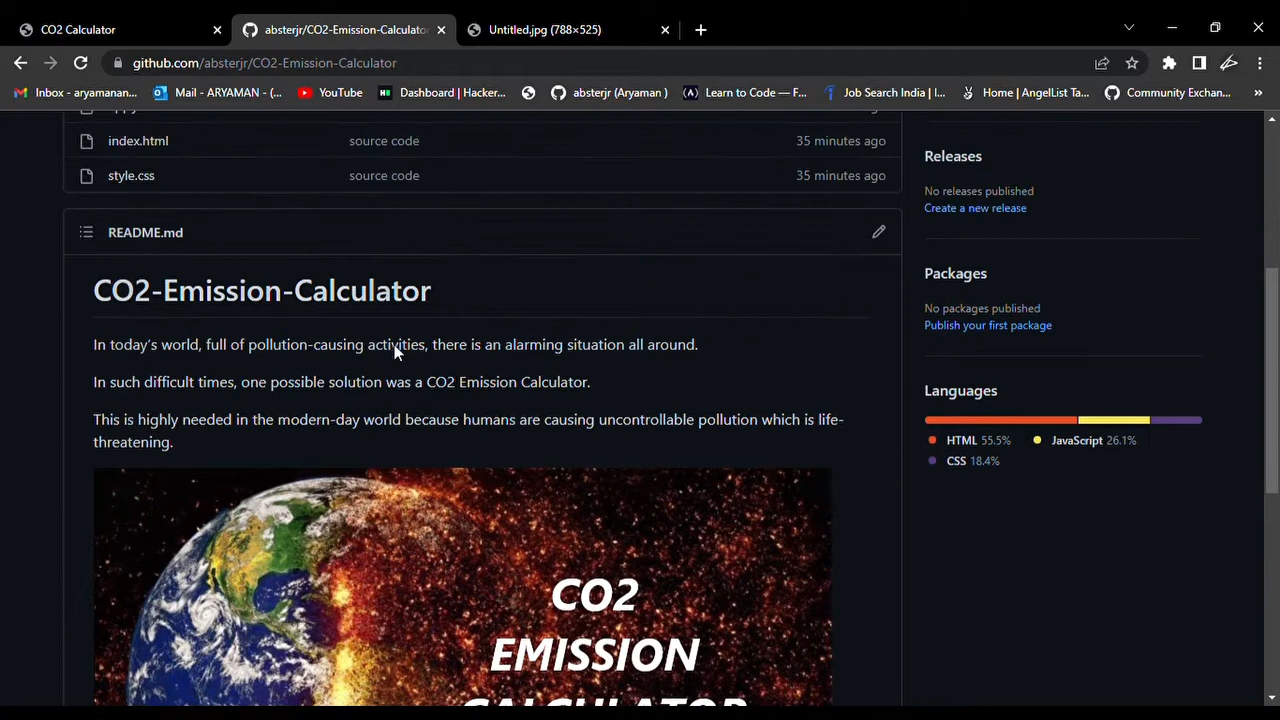 CO2 Calculator
absterjr/CO2-Emission-Calculato
Untitled.jpg (788×525)
github.com/absterjr/CO2-Emission-Calculator
Inbox - aryamanan...
Mail - ARYAMAN - (...
YouTube
Dashboard | Hacker...
absterjr (Aryaman )
Learn to Code — F...
Job Search India | I...
Home | AngelList Ta...
Community Exchan...
index.html
source code
35 minutes ago
style.css
source code
35 minutes ago
README.md
CO2-Emission-Calculator
In today's world, full of pollution-causing activities, there is an alarming situation all around.
In such difficult times, one possible solution was a CO2 Emission Calculator.
This is highly needed in the modern-day world because humans are causing uncontrollable pollution which is life-
threatening.
CO2
EMISSION
CALCULATOR
Releases
No releases published
Create a new release
Packages
No packages published
Publish your first package
Languages
HTML 55.5%
JavaScript 26.1%
CSS 18.4%